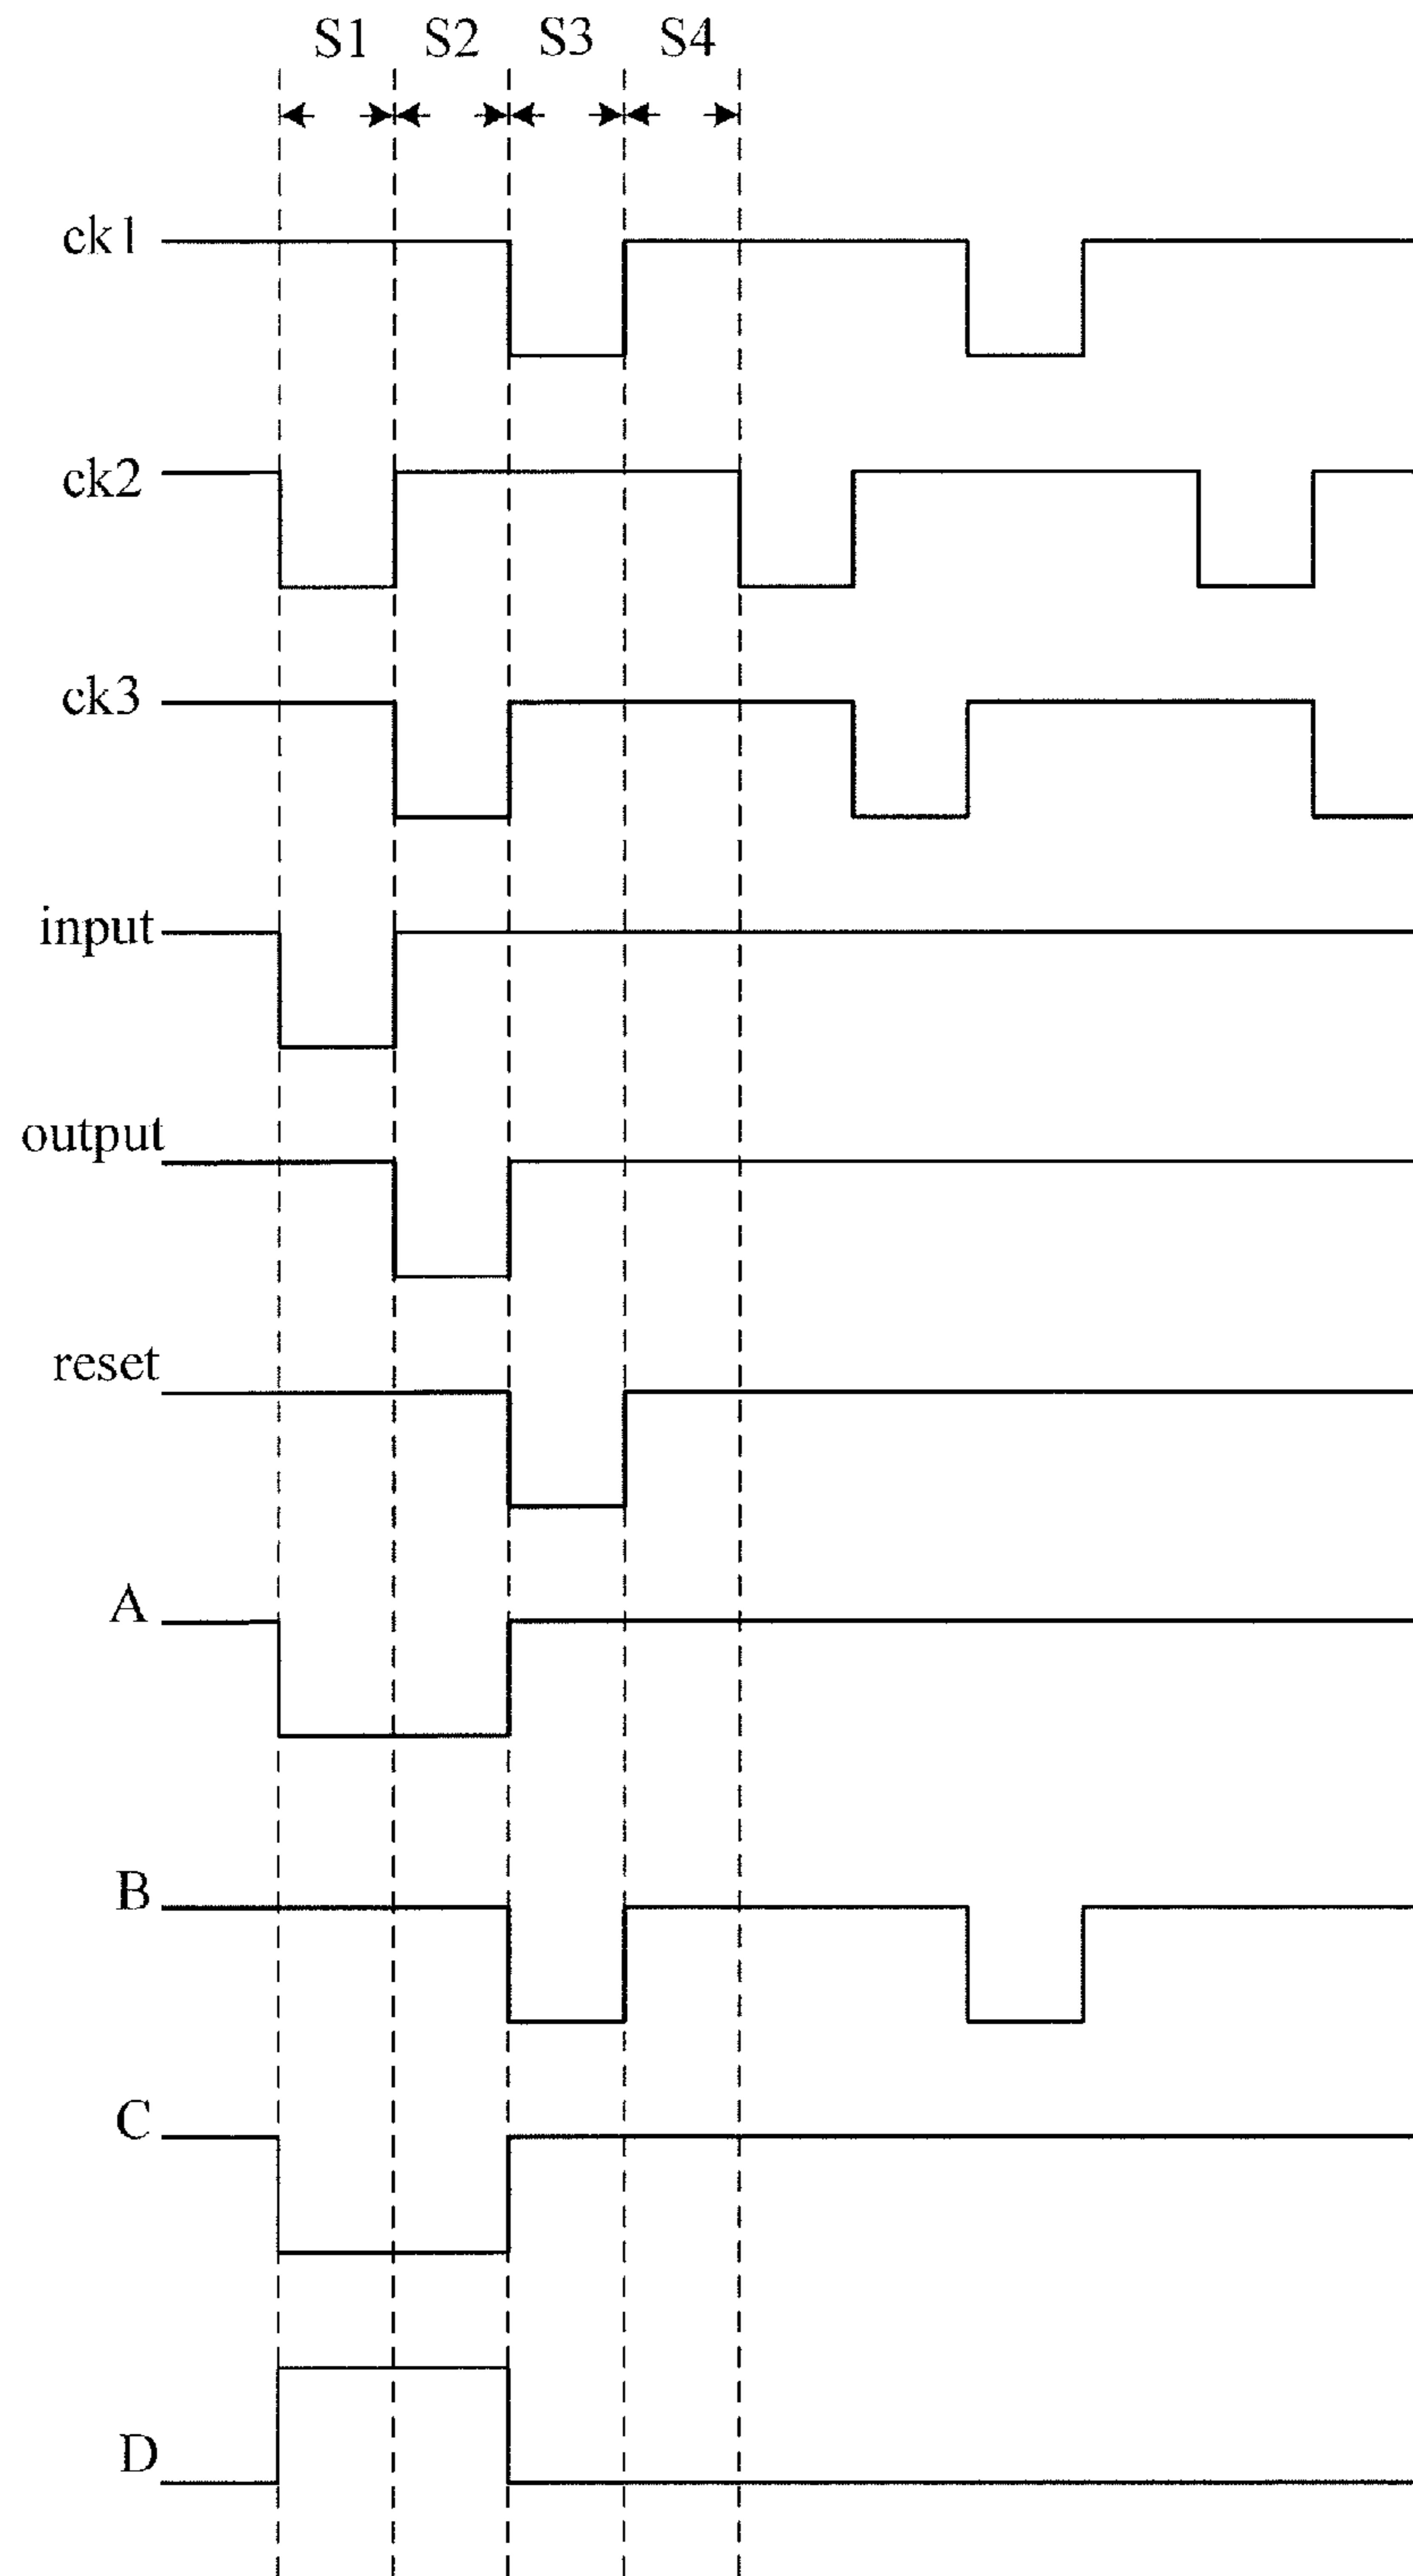 S1 S2 S3 S4
ck1
ck2
ck3
input
output
reset
A
B
C
D